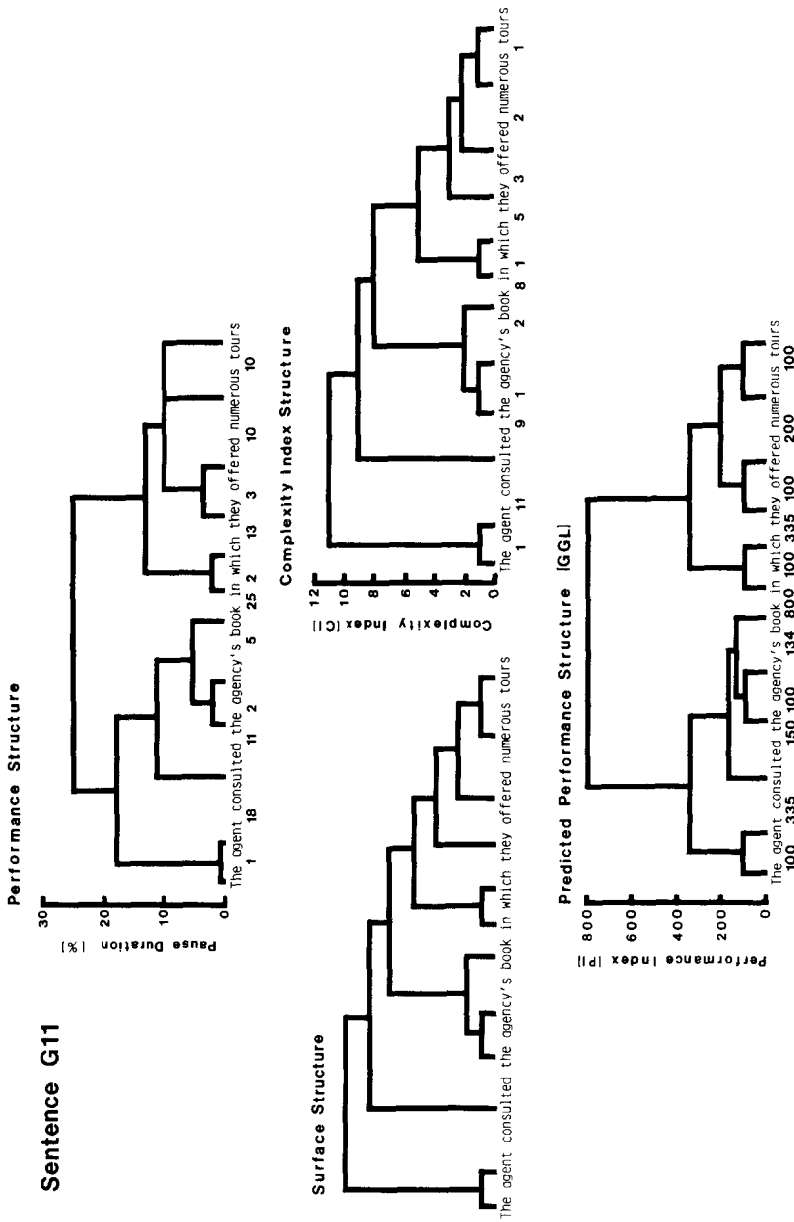 Sentence G11
Performance Structure
Pause Duration [%]
30
20
10
0
The agent consulted the agency's book in which they offered numerous tours
1 18 11 2 5 25 2 13 3 10 10
Surface Structure
The agent consulted the agency's book in which they offered numerous tours
Complexity Index Structure
Complexity Index [CI]
12
10
8
6
4
2
0
The agent consulted the agency's book in which they offered numerous tours
1 11 9 1 2 8 1 5 3 2 1
Predicted Performance Structure [GGL]
Performance Index [PI]
800
600
400
200
0
The agent consulted the agency's book in which they offered numerous tours
100 335 150 100 134 800 100 335 100 200 100